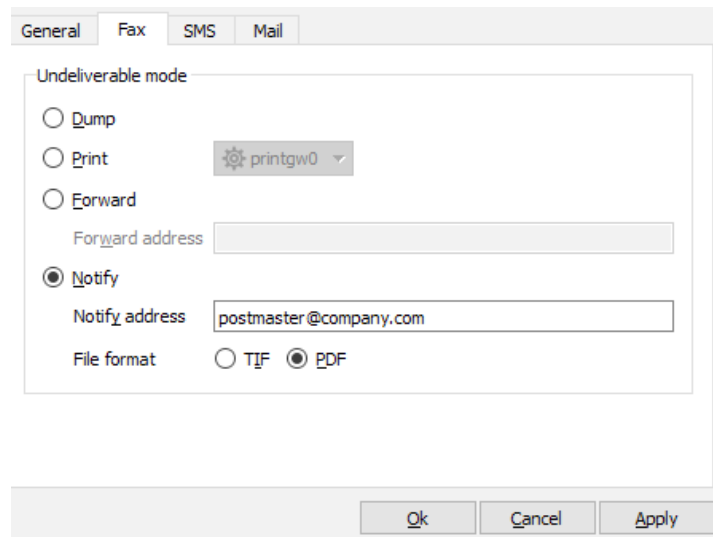 General Fax SMS Mail
Undeliverable mode
Dump
Print printgw0
Forward
Forward address
Notify
Notify address postmaster@company.com
File format TIF PDF
Ok Cancel Apply